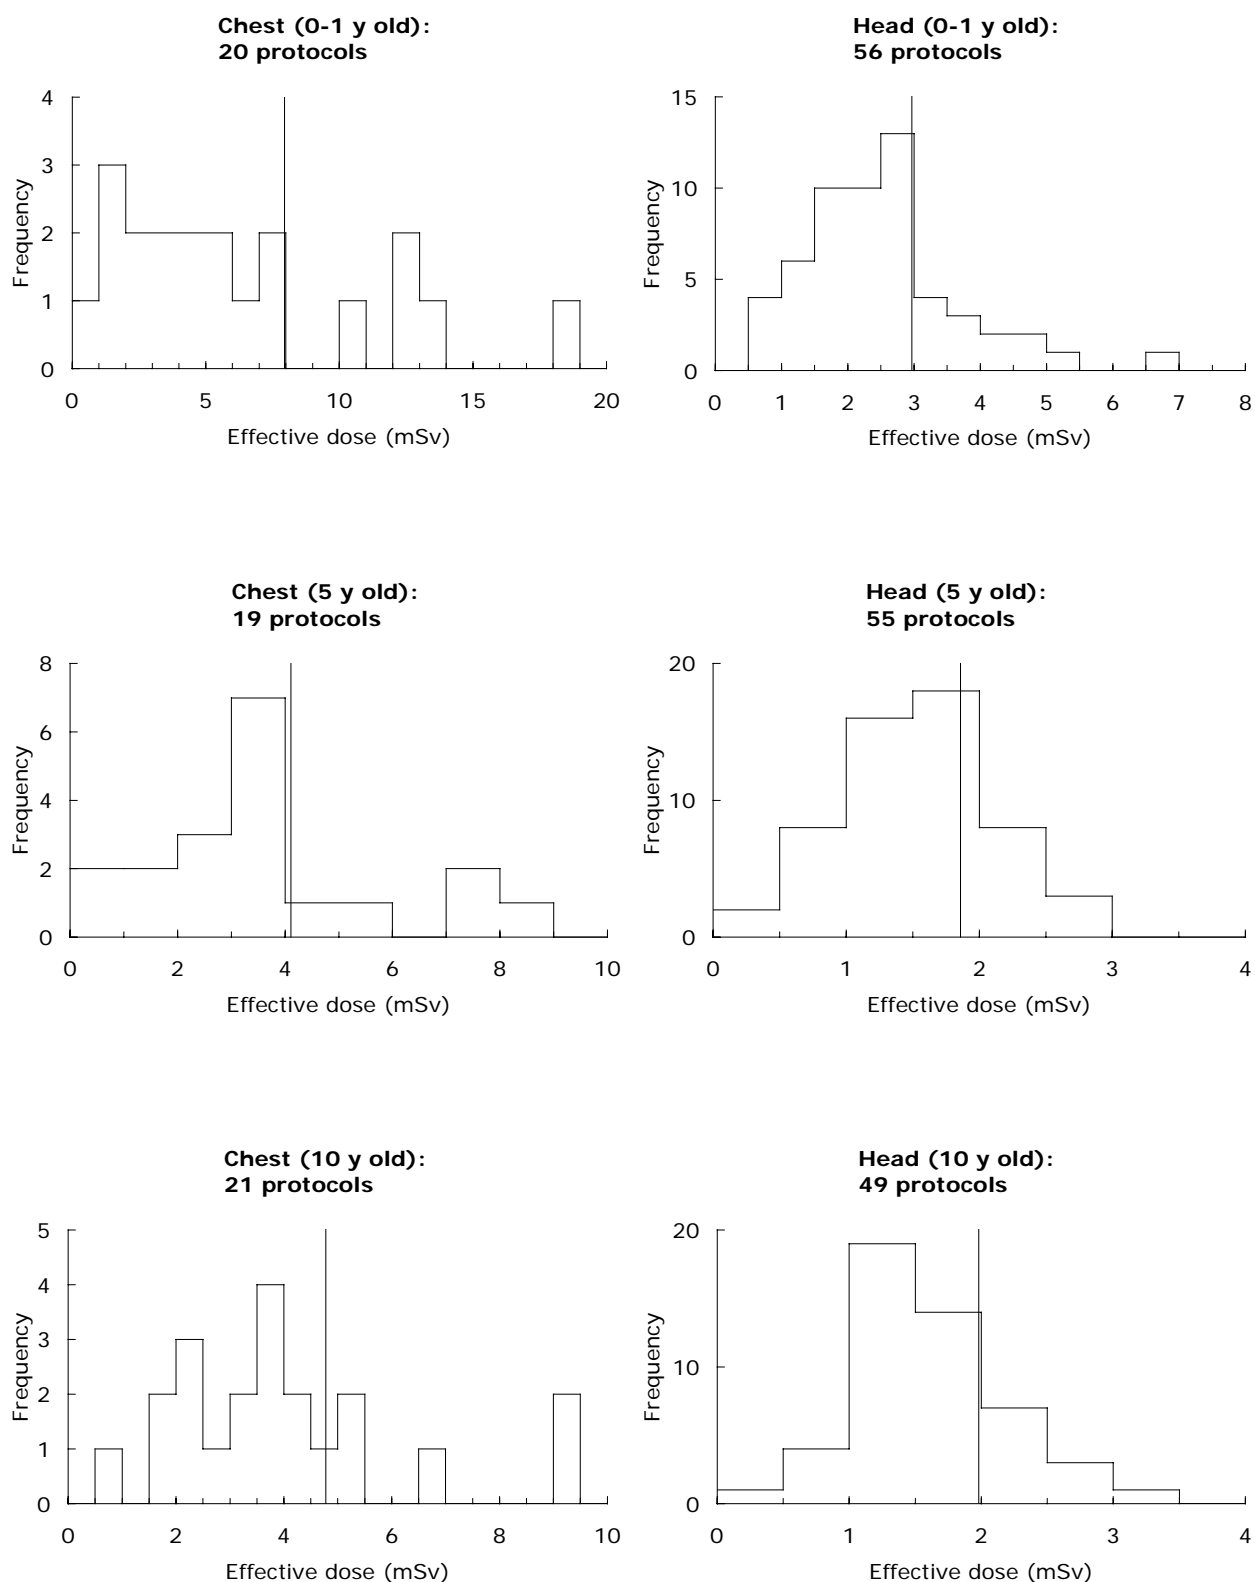 Chest (0-1 y old):
20 protocols
4
3
2
1
0
Frequency
0 5 10 15 20
Effective dose (mSv)
Head (0-1 y old):
56 protocols
15
10
5
0
Frequency
0 1 2 3 4 5 6 7 8
Effective dose (mSv)
Chest (5 y old):
19 protocols
8
6
4
2
0
Frequency
0 2 4 6 8 10
Effective dose (mSv)
Head (5 y old):
55 protocols
20
10
0
Frequency
0 1 2 3 4
Effective dose (mSv)
Chest (10 y old):
21 protocols
5
4
3
2
1
0
Frequency
0 2 4 6 8 10
Effective dose (mSv)
Head (10 y old):
49 protocols
20
10
0
Frequency
0 1 2 3 4
Effective dose (mSv)